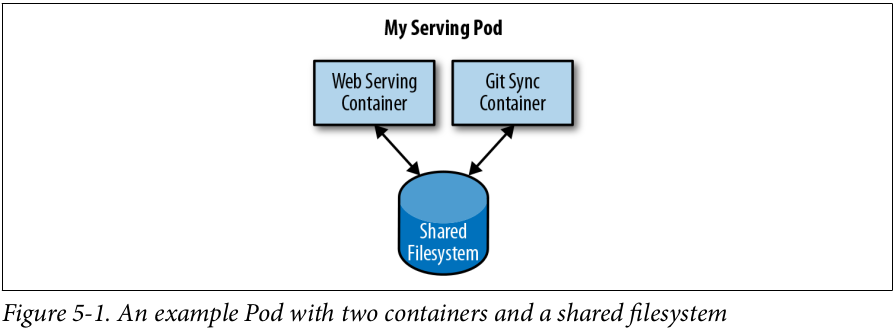 My Serving Pod
Web Serving
Container
Git Sync
Container
Shared
Filesystem
Figure 5-1. An example Pod with two containers and a shared filesystem